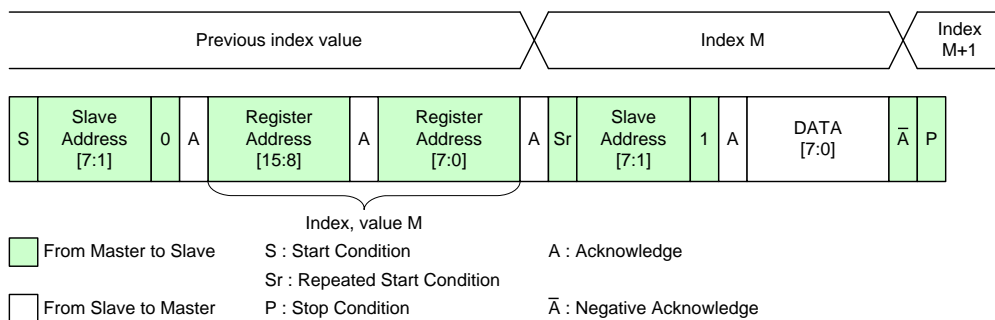 Previous index value
Index M
Index
M+1
S
Slave
Address
[7:1]
0
A
Register
Address
[15:8]
A
Register
Address
[7:0]
A
Sr
Slave
Address
[7:1]
1
A
DATA
[7:0]
A̅
P
Index, value M
From Master to Slave
S : Start Condition
A : Acknowledge
Sr : Repeated Start Condition
From Slave to Master
P : Stop Condition
A̅ : Negative Acknowledge